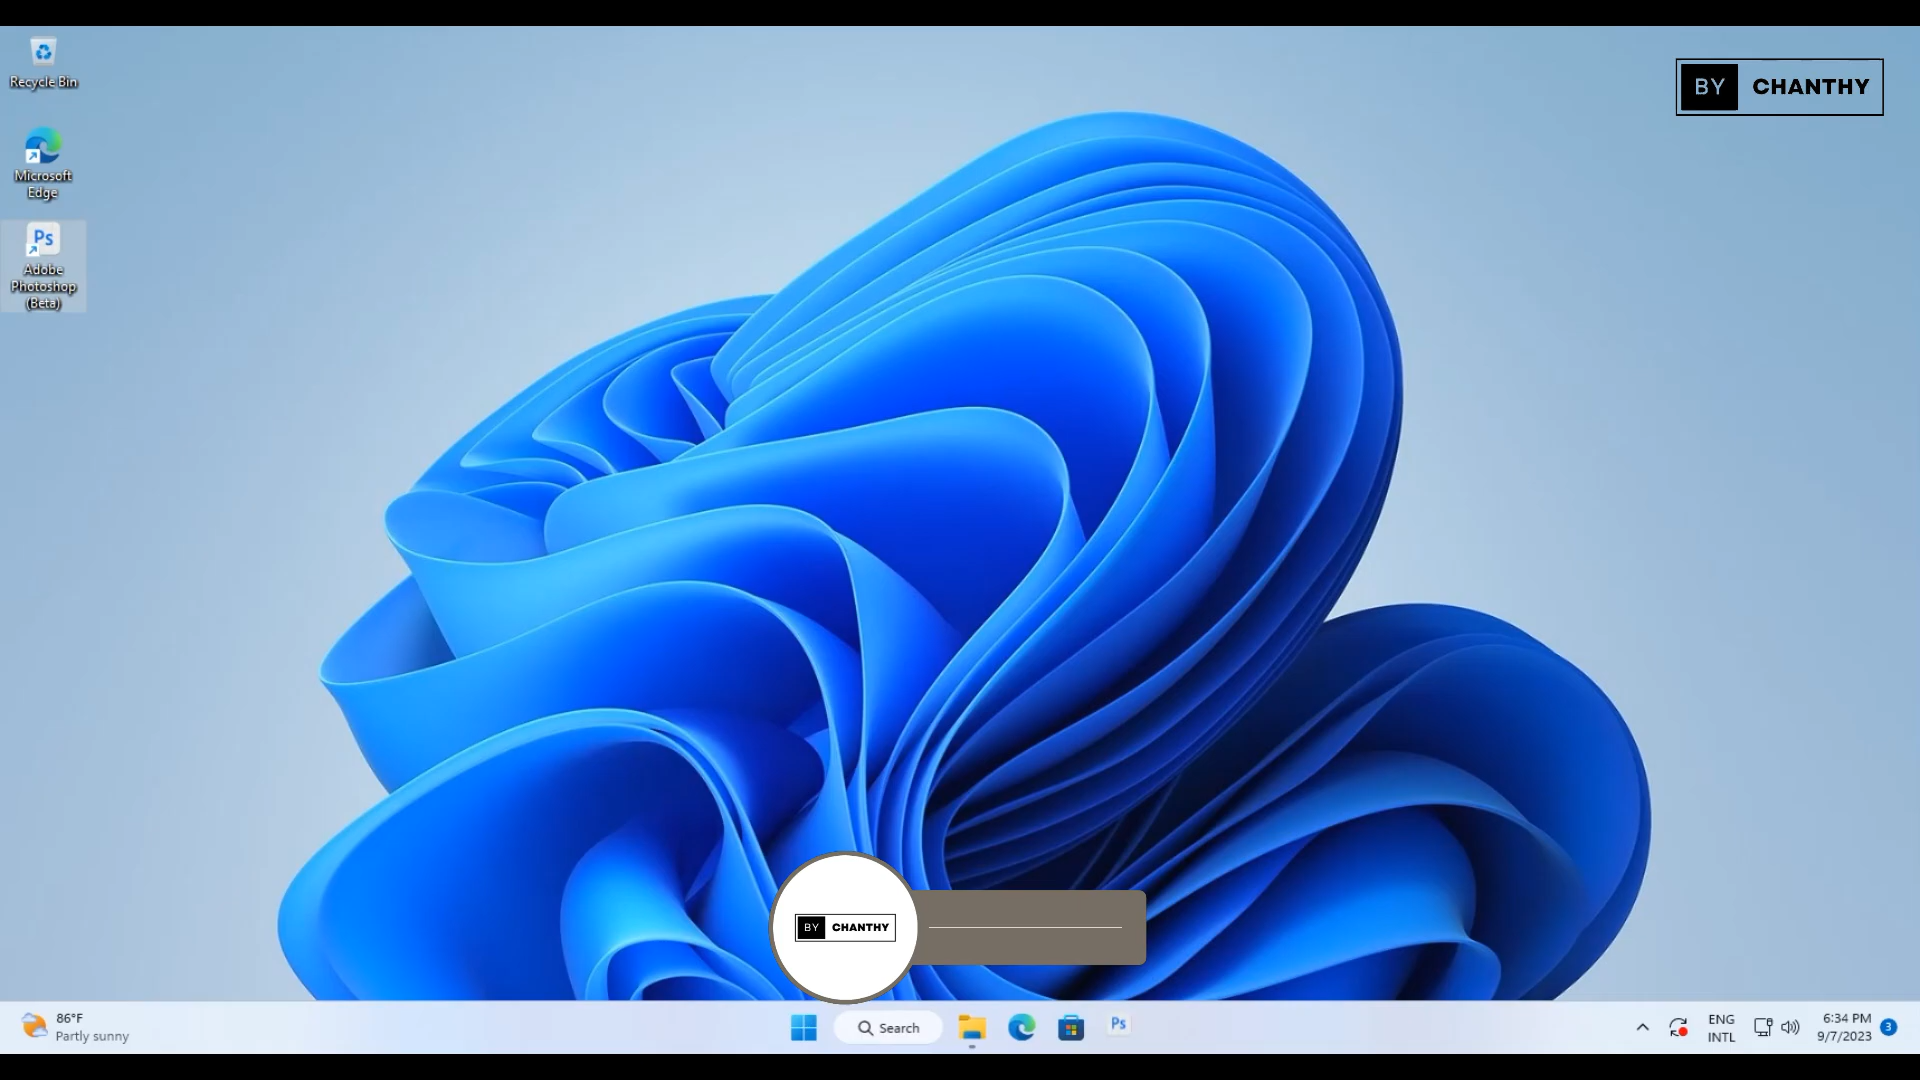 Recycle Bin
BY CHANTHY
Microsoft
Edge
Ps
Adobe
Photoshop
(Beta)
BY CHANTHY
86°F
Partly sunny
Search
Ps
ENG
INTL
6:34 PM
9/7/2023
3